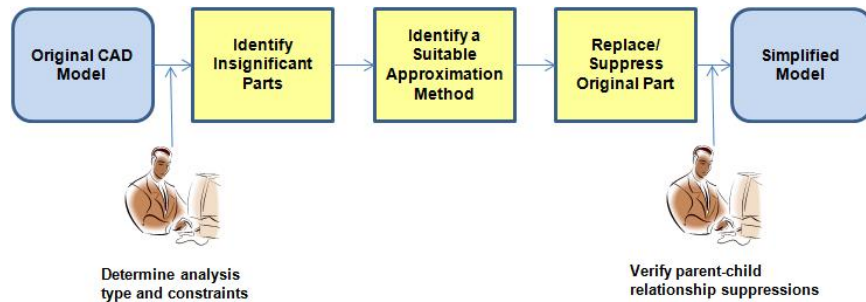 Original CAD
Model
Identify
Insignificant
Parts
Identify a
Suitable
Approximation
Method
Replace/
Suppress
Original Part
Simplified
Model
Determine analysis
type and constraints
Verify parent-child
relationship suppressions